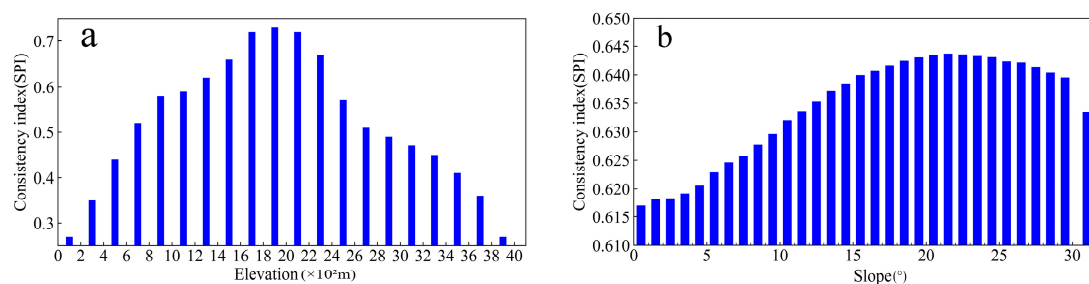 a
Consistency index(SPI)
0.7
0.6
0.5
0.4
0.3
0 2 4 6 8 10 12 14 16 18 20 22 24 26 28 30 32 34 36 38 40
Elevation(×10²m)
b
Consistency index(SPI)
0.650
0.645
0.640
0.635
0.630
0.625
0.620
0.615
0.610
0 5 10 15 20 25 30
Slope(°)